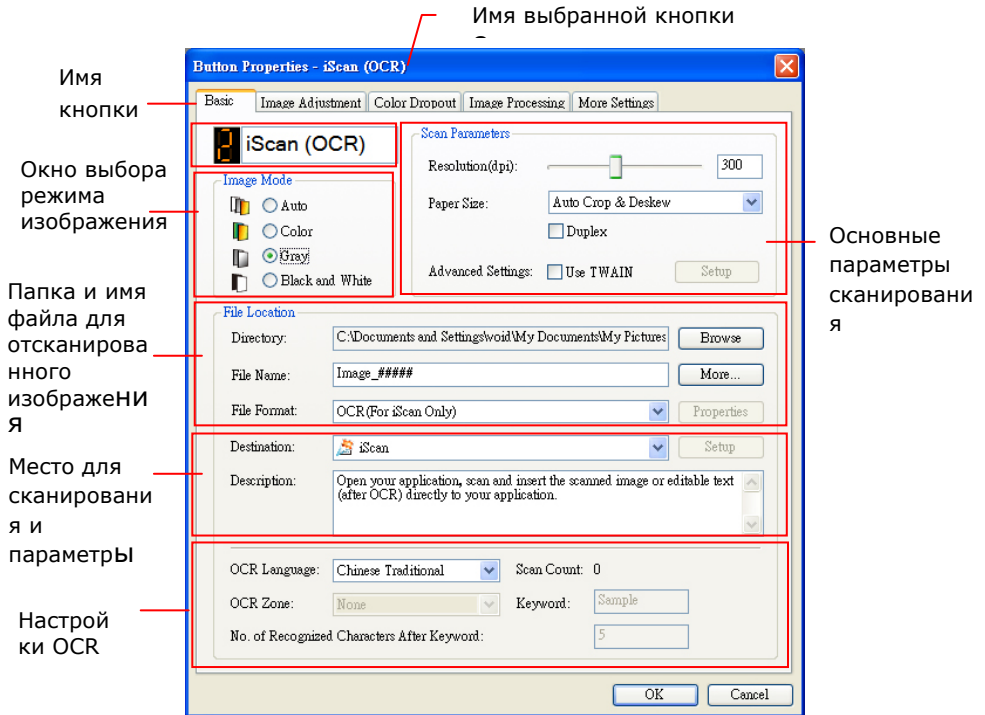 Имя выбранной кнопки
Имя
кнопки
Окно выбора
режима
изображения
Папка и имя
файла для
отсканирова
нного
изображени
я
Место для
сканировани
я и
параметры
Настрой
ки OCR
Button Properties - iScan (OCR)
Basic
Image Adjustment
Color Dropout
Image Processing
More Settings
2 iScan (OCR)
Image Mode
Auto
Color
Gray
Black and White
Scan Parameters
Resolution(dpi): 300
Paper Size: Auto Crop & Deskew
Duplex
Advanced Settings: Use TWAIN Setup
Основные
параметры
сканировани
я
File Location
Directory: C:\Documents and Settings\void\My Documents\My Pictures Browse
File Name: Image_##### More...
File Format: OCR(For iScan Only) Properties
Destination: iScan Setup
Description: Open your application, scan and insert the scanned image or editable text
(after OCR) directly to your application.
OCR Language: Chinese Traditional Scan Count: 0
OCR Zone: None Keyword: Sample
No. of Recognized Characters After Keyword: 5
OK Cancel